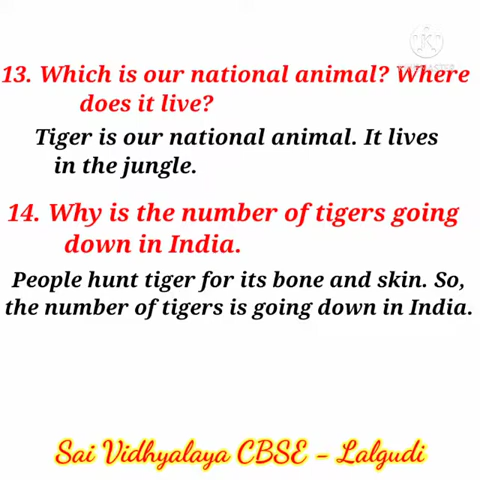 13. Which is our national animal? Where
does it live?
Tiger is our national animal. It lives
in the jungle.
14. Why is the number of tigers going
down in India.
People hunt tiger for its bone and skin. So,
the number of tigers is going down in India.
Sai Vidhyalaya CBSE - Lalgudi